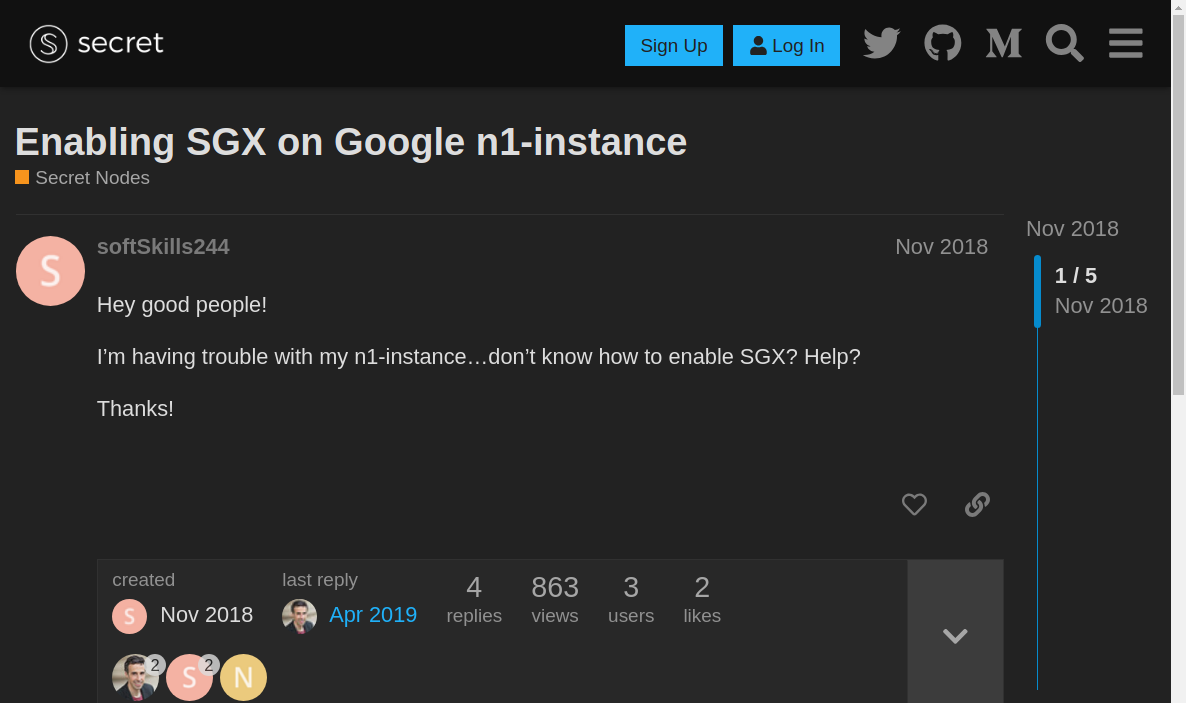 secret
Sign Up
Log In
Enabling SGX on Google n1-instance
Secret Nodes
S
softSkills244
Nov 2018
Hey good people!
I’m having trouble with my n1-instance…don’t know how to enable SGX? Help?
Thanks!
Nov 2018
1 / 5
Nov 2018
created
S
Nov 2018
last reply
Apr 2019
4
replies
863
views
3
users
2
likes
2
S
2
N